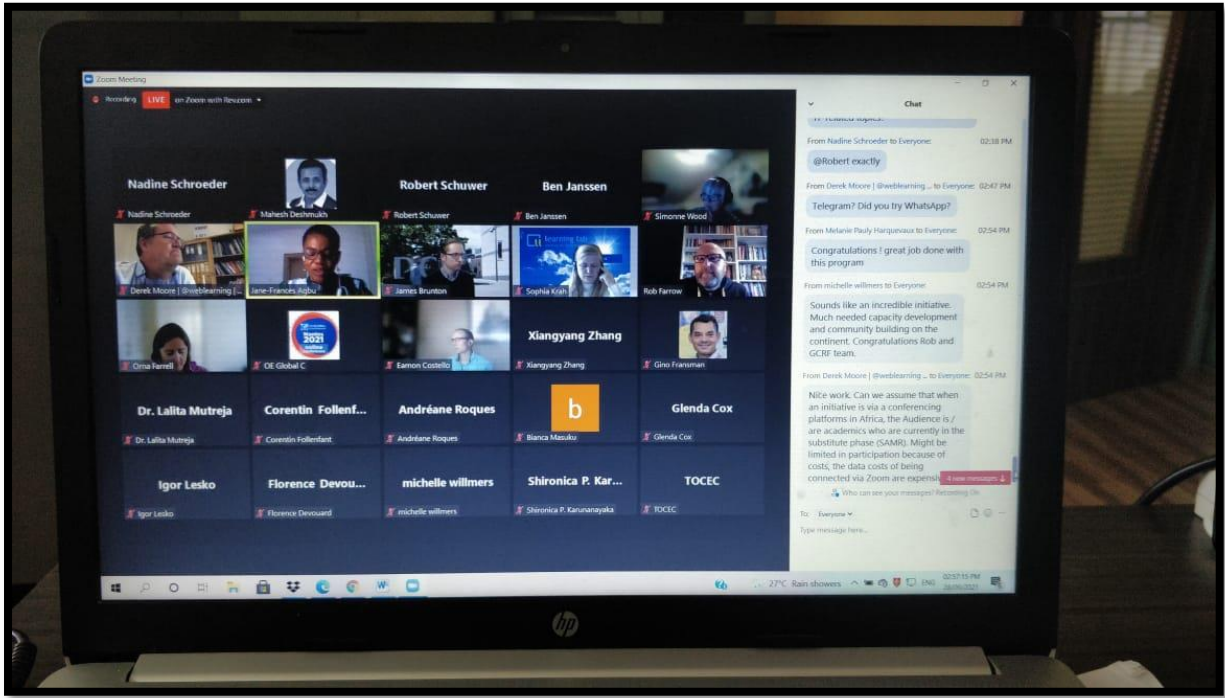 Zoom Meeting
Recording LIVE on Zoom with Revzom
Nadine Schroeder
Nadine Schroeder
Mahesh Deshmukh
Robert Schuwer
Robert Schuwer
Ben Janssen
Ben Janssen
Simonne Wood
Derek Moore | @weblearning | ..
Jane-Frances Agbu
James Brunton
learning lab
Sophia Krah
Rob Farrow
Orna Farrell
2021
OE Global C
Eamon Costello
Xiangyang Zhang
Xiangyang Zhang
Gino Fransman
Dr. Lalita Mutreja
Dr. Lalita Mutreja
Corentin Follenf...
Corentin Follenfant
Andréane Roques
Andréane Roques
b
Bianca Masuku
Glenda Cox
Glenda Cox
Igor Lesko
Igor Lesko
Florence Devou...
Florence Devouard
michelle willmers
michelle willmers
Shironica P. Kar...
Shironica P. Karunanayaka
TOCEC
TOCEC
Chat
related topics.
From Nadine Schroeder to Everyone: 02:38 PM
@Robert exactly
From Derek Moore | @weblearning ... to Everyone: 02:47 PM
Telegram? Did you try WhatsApp?
From Melanie Pauly Harquevaux to Everyone: 02:54 PM
Congratulations ! great job done with
this program
From michelle willmers to Everyone: 02:54 PM
Sounds like an incredible initiative.
Much needed capacity development
and community building on the
continent. Congratulations Rob and
GCRF team.
From Derek Moore | @weblearning ... to Everyone: 02:54 PM
Nice work. Can we assume that when
an initiative is via a conferencing
platforms in Africa, the Audience is /
are academics who are currently in the
substitute phase (SAMR). Might be
limited in participation because of
costs, the data costs of being
connected via Zoom are expensiv
4 new messages
Who can see your messages? Recording On
To: Everyone
Type message here...
27°C Rain showers
ENG
02:57:15 PM
hp